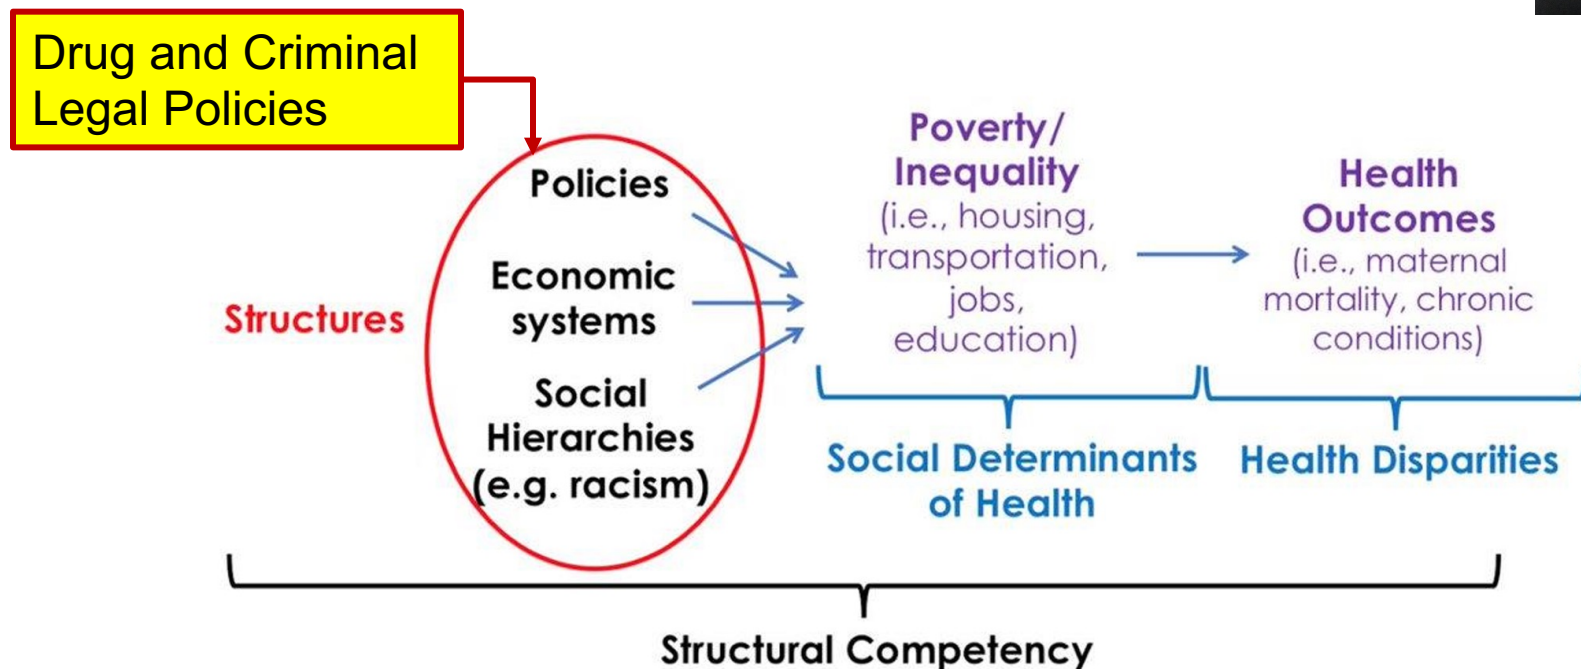 Drug and Criminal
Legal Policies
Structures
Policies
Economic
systems
Social
Hierarchies
(e.g. racism)
Poverty/
Inequality
(i.e., housing,
transportation,
jobs,
education)
Health
Outcomes
(i.e., maternal
mortality, chronic
conditions)
Social Determinants
of Health
Health Disparities
Structural Competency